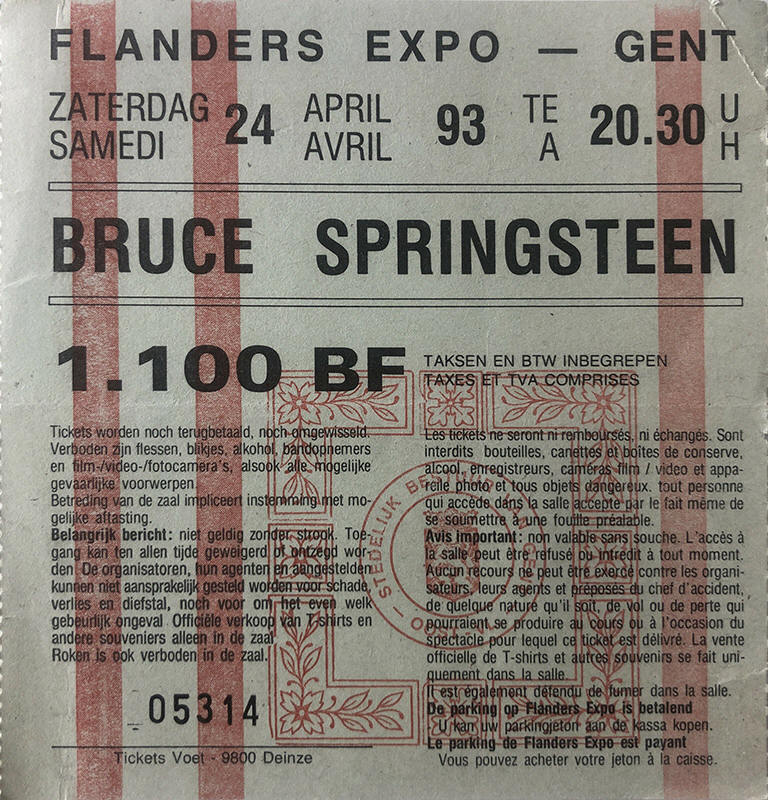 FLANDERS EXPO — GENT
ZATERDAG 24 APRIL 93 TE 20.30 U
SAMEDI AVRIL A H
BRUCE SPRINGSTEEN
1.100 BF
TAKSEN EN BTW INBEGREPEN
TAXES ET TVA COMPRISES
Tickets worden noch terugbetaald, noch omgewisseld.
Verboden zijn flessen, blikjes, alkohol, bandopnemers
en film-/video-/fotocamera's, alsook alle mogelijke
gevaarlijke voorwerpen.
Betreding van de zaal impliceert instemming met mo-
gelijke aftasting.
Belangrijk bericht: niet geldig zonder strook. Toe-
gang kan ten allen tijde geweigerd of ontzegd wor-
den De organisatoren, hun agenten en aangestelden
kunnen niet aansprakelijk gesteld worden voor schade,
verlies en diefstal, noch voor om het even welk
gebeurlijk ongeval Officiële verkoop van T-shirts en
andere souveniers alleen in de zaal.
Roken is ook verboden in de zaal.
05314
Tickets Voet - 9800 Deinze
Les tickets ne seront ni remboursés, ni échangés. Sont
interdits bouteilles, canettes et boîtes de conserve,
alcool, enregistreurs, caméras film / video et appa-
reils photo et tous objets dangereux. tout personne
qui accède dans la salle accepte par le fait même de
se soumettre à une fouille préalable.
Avis important: non valable sans souche. L'accès à
la salle peut être refusé ou intrédit à tout moment.
Aucun recours ne peut être exercé contre les organi-
sateurs, leurs agents et préposés du chef d'accident,
de quelque nature qu'il soit, de vol ou de perte qui
pourraient se produire au cours ou à l'occasion du
spectacle pour lequel ce ticket est délivré. La vente
officielle de T-shirts et autres souvenirs se fait uni-
quement dans la salle.
Il est également défendu de fumer dans la salle.
De parking op Flanders Expo is betalend
U kan uw parkingjeton aan de kassa kopen.
Le parking de Flanders Expo est payant
Vous pouvez acheter votre jeton à la caisse.
STEDELIJK